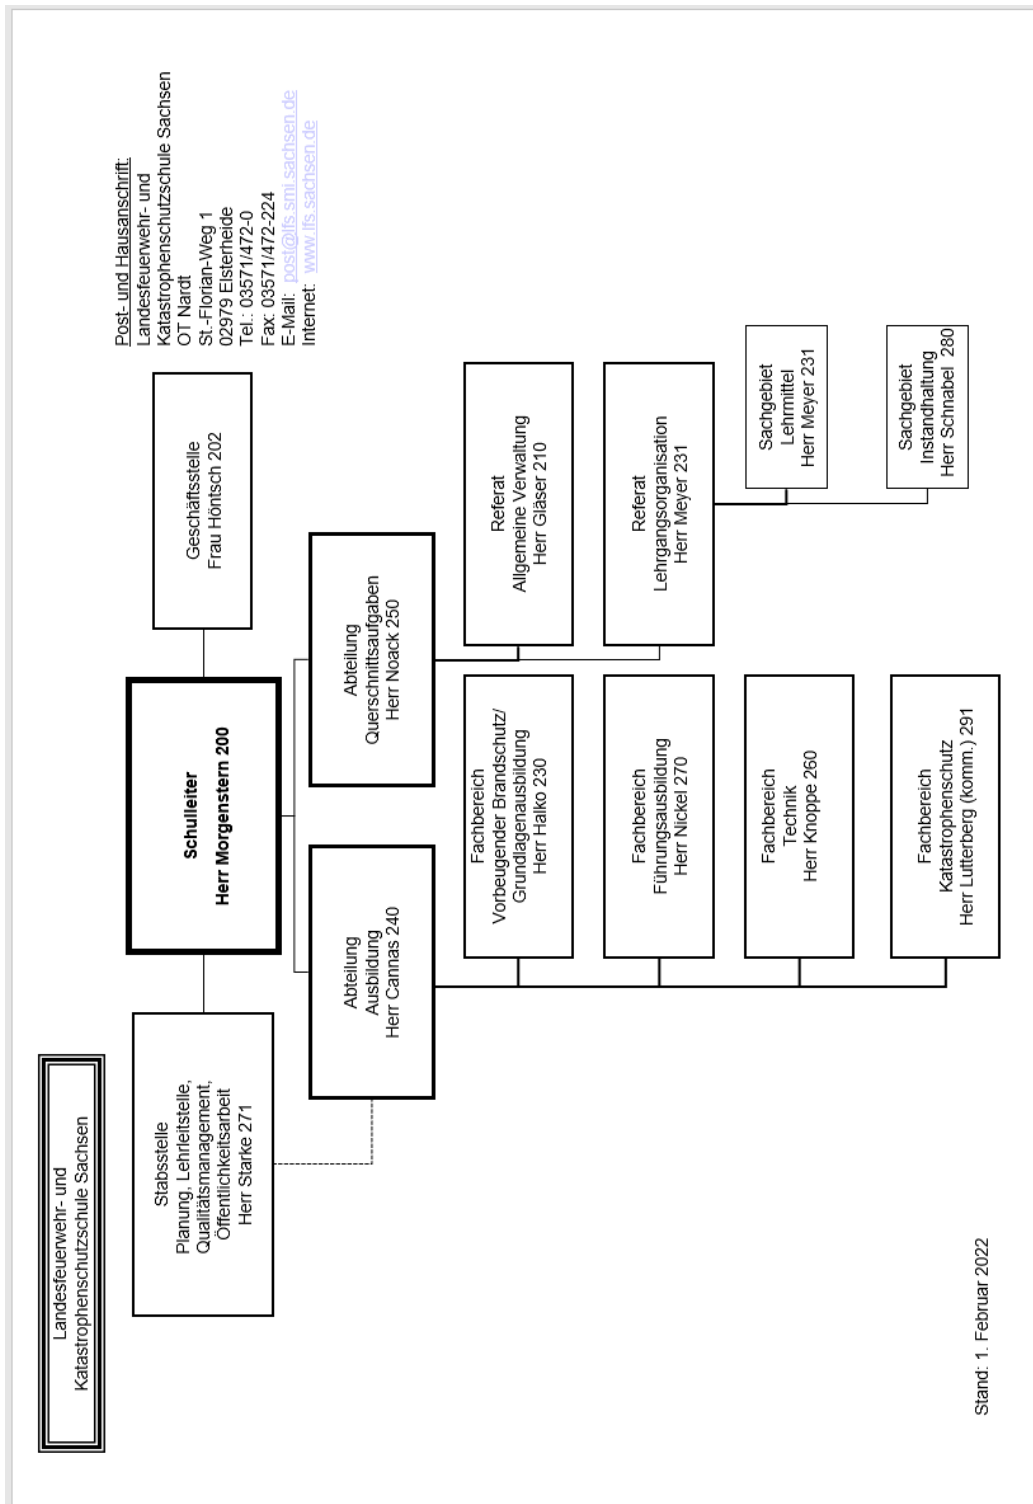 Landesfeuerwehr- und
Katastrophenschutzschule Sachsen
Post- und Hausanschrift:
Landesfeuerwehr- und
Katastrophenschutzschule Sachsen
OT Nardt
St.-Florian-Weg 1
02979 Elsterheide
Tel.: 03571/472-0
Fax: 03571/472-224
E-Mail: post@lfs.smi.sachsen.de
Internet: www.lfs.sachsen.de
Stabsstelle
Planung, Lehrleitstelle,
Qualitätsmanagement,
Öffentlichkeitsarbeit
Herr Starke 271
Schulleiter
Herr Morgenstern 200
Geschäftsstelle
Frau Höntsch 202
Abteilung
Ausbildung
Herr Cannas 240
Abteilung
Querschnittsaufgaben
Herr Noack 250
Fachbereich
Vorbeugender Brandschutz/
Grundlagenausbildung
Herr Halko 230
Referat
Allgemeine Verwaltung
Herr Gläser 210
Fachbereich
Führungsausbildung
Herr Nickel 270
Referat
Lehrgangsorganisation
Herr Meyer 231
Fachbereich
Technik
Herr Knoppe 260
Sachgebiet
Lehrmittel
Herr Meyer 231
Fachbereich
Katastrophenschutz
Herr Lutterberg (komm.) 291
Sachgebiet
Instandhaltung
Herr Schnabel 280
Stand: 1. Februar 2022